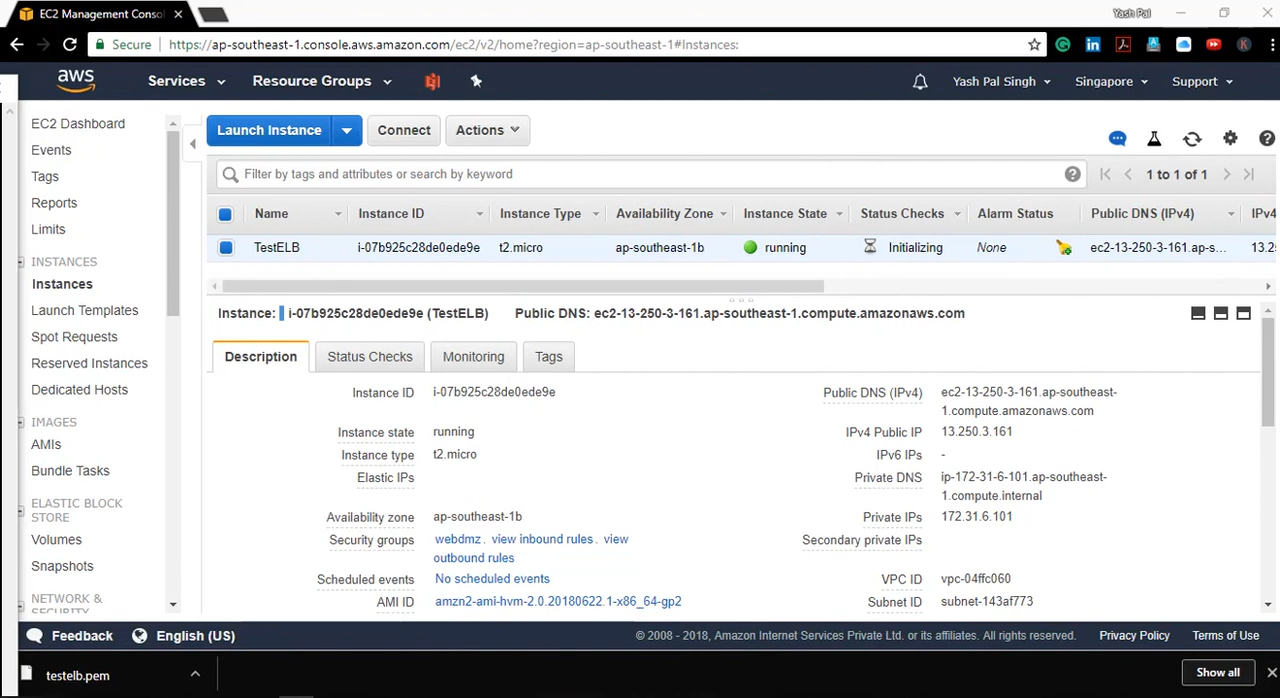 EC2 Management Consol
Yash Pal
Secure
https://ap-southeast-1.console.aws.amazon.com/ec2/v2/home?region=ap-southeast-1#Instances:
aws
Services
Resource Groups
Yash Pal Singh
Singapore
Support
EC2 Dashboard
Events
Tags
Reports
Limits
INSTANCES
Instances
Launch Templates
Spot Requests
Reserved Instances
Dedicated Hosts
IMAGES
AMIs
Bundle Tasks
ELASTIC BLOCK
STORE
Volumes
Snapshots
NETWORK &
SECURITY
Launch Instance
Connect
Actions
Filter by tags and attributes or search by keyword
1 to 1 of 1
Name Instance ID Instance Type Availability Zone Instance State Status Checks Alarm Status Public DNS (IPv4) IPv4
TestELB i-07b925c28de0ede9e t2.micro ap-southeast-1b running Initializing None ec2-13-250-3-161.ap-s... 13.25
Instance: i-07b925c28de0ede9e (TestELB) Public DNS: ec2-13-250-3-161.ap-southeast-1.compute.amazonaws.com
Description Status Checks Monitoring Tags
Instance ID i-07b925c28de0ede9e
Instance state running
Instance type t2.micro
Elastic IPs
Availability zone ap-southeast-1b
Security groups webdmz. view inbound rules. view
outbound rules
Scheduled events No scheduled events
AMI ID amzn2-ami-hvm-2.0.20180622.1-x86_64-gp2
Public DNS (IPv4) ec2-13-250-3-161.ap-southeast-
1.compute.amazonaws.com
IPv4 Public IP 13.250.3.161
IPv6 IPs -
Private DNS ip-172-31-6-101.ap-southeast-
1.compute.internal
Private IPs 172.31.6.101
Secondary private IPs
VPC ID vpc-04ffc060
Subnet ID subnet-143af773
Feedback
English (US)
© 2008 - 2018, Amazon Internet Services Private Ltd. or its affiliates. All rights reserved.
Privacy Policy
Terms of Use
testelb.pem
Show all